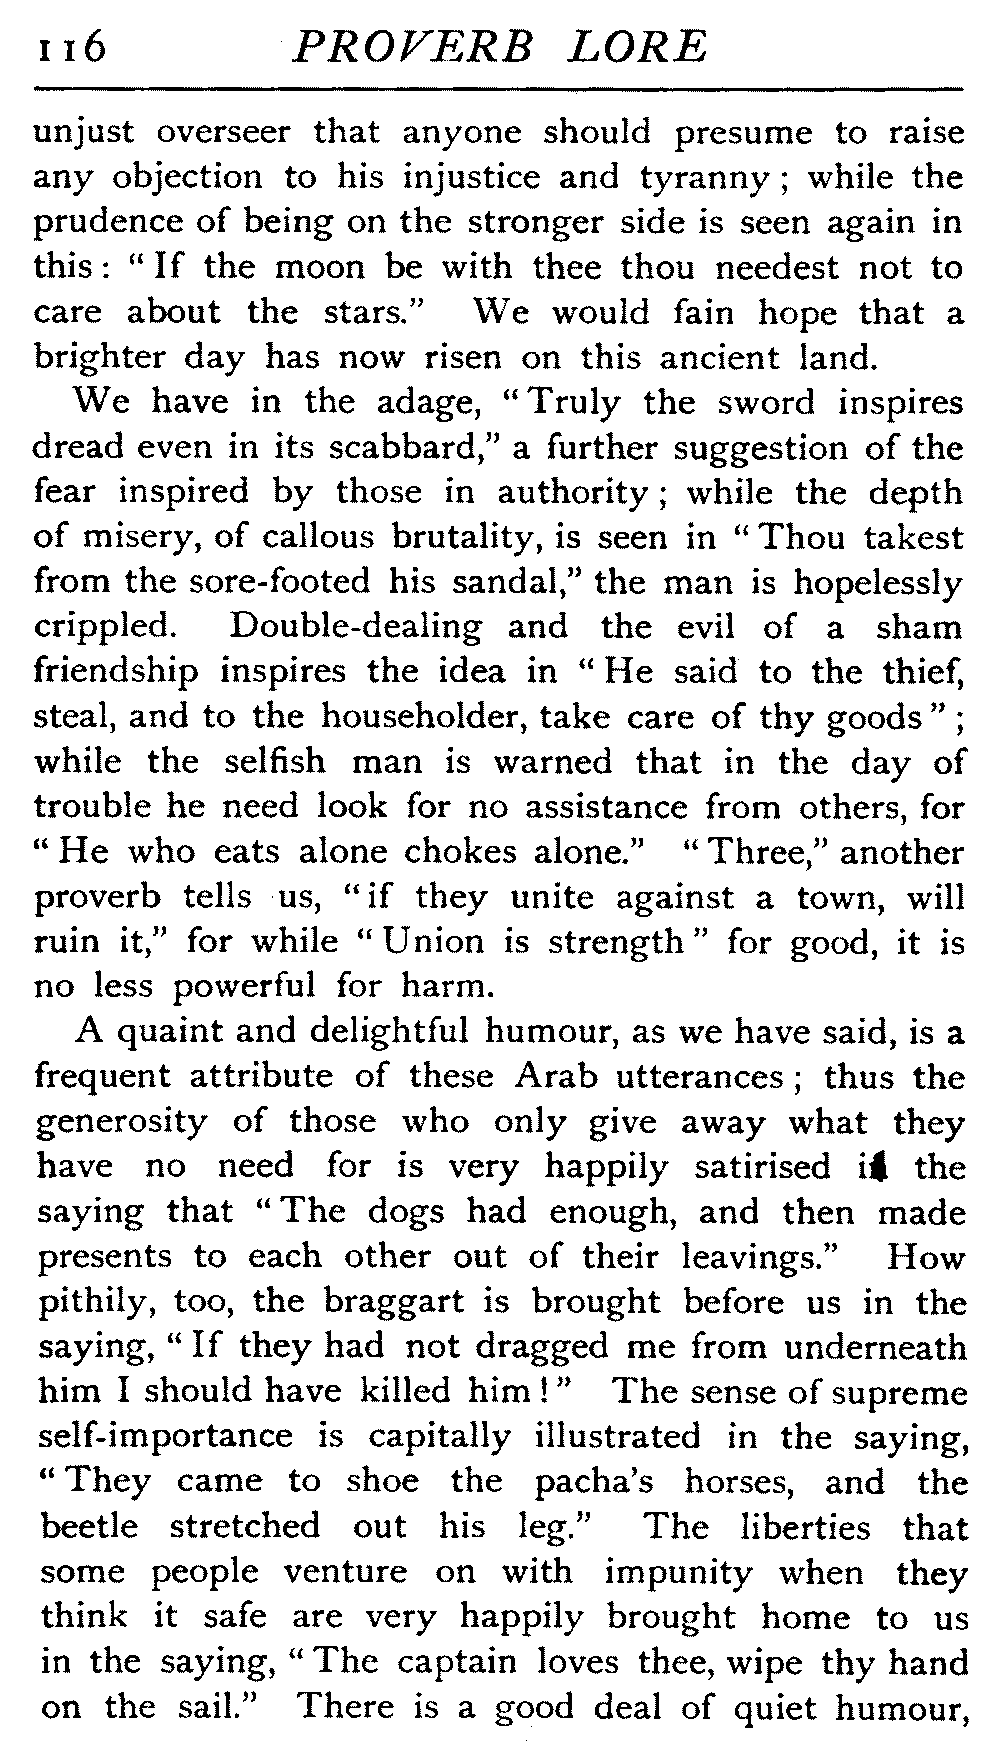 116 PROVERB LORE
unjust overseer that anyone should presume to raise
any objection to his injustice and tyranny ; while the
prudence of being on the stronger side is seen again in
this : “ If the moon be with thee thou needest not to
care about the stars.” We would fain hope that a
brighter day has now risen on this ancient land.
We have in the adage, “ Truly the sword inspires
dread even in its scabbard,” a further suggestion of the
fear inspired by those in authority ; while the depth
of misery, of callous brutality, is seen in “ Thou takest
from the sore-footed his sandal,” the man is hopelessly
crippled. Double-dealing and the evil of a sham
friendship inspires the idea in “ He said to the thief,
steal, and to the householder, take care of thy goods ” ;
while the selfish man is warned that in the day of
trouble he need look for no assistance from others, for
“ He who eats alone chokes alone.” “ Three,” another
proverb tells us, “ if they unite against a town, will
ruin it,” for while “ Union is strength ” for good, it is
no less powerful for harm.
A quaint and delightful humour, as we have said, is a
frequent attribute of these Arab utterances ; thus the
generosity of those who only give away what they
have no need for is very happily satirised the
saying that “ The dogs had enough, and then made
presents to each other out of their leavings.” How
pithily, too, the braggart is brought before us in the
saying, “ If they had not dragged me from underneath
him I should have killed him ! ” The sense of supreme
self-importance is capitally illustrated in the saying,
“ They came to shoe the pacha’s horses, and the
beetle stretched out his leg.” The liberties that
some people venture on with impunity when they
think it safe are very happily brought home to us
in the saying, “ The captain loves thee, wipe thy hand
on the sail.” There is a good deal of quiet humour,